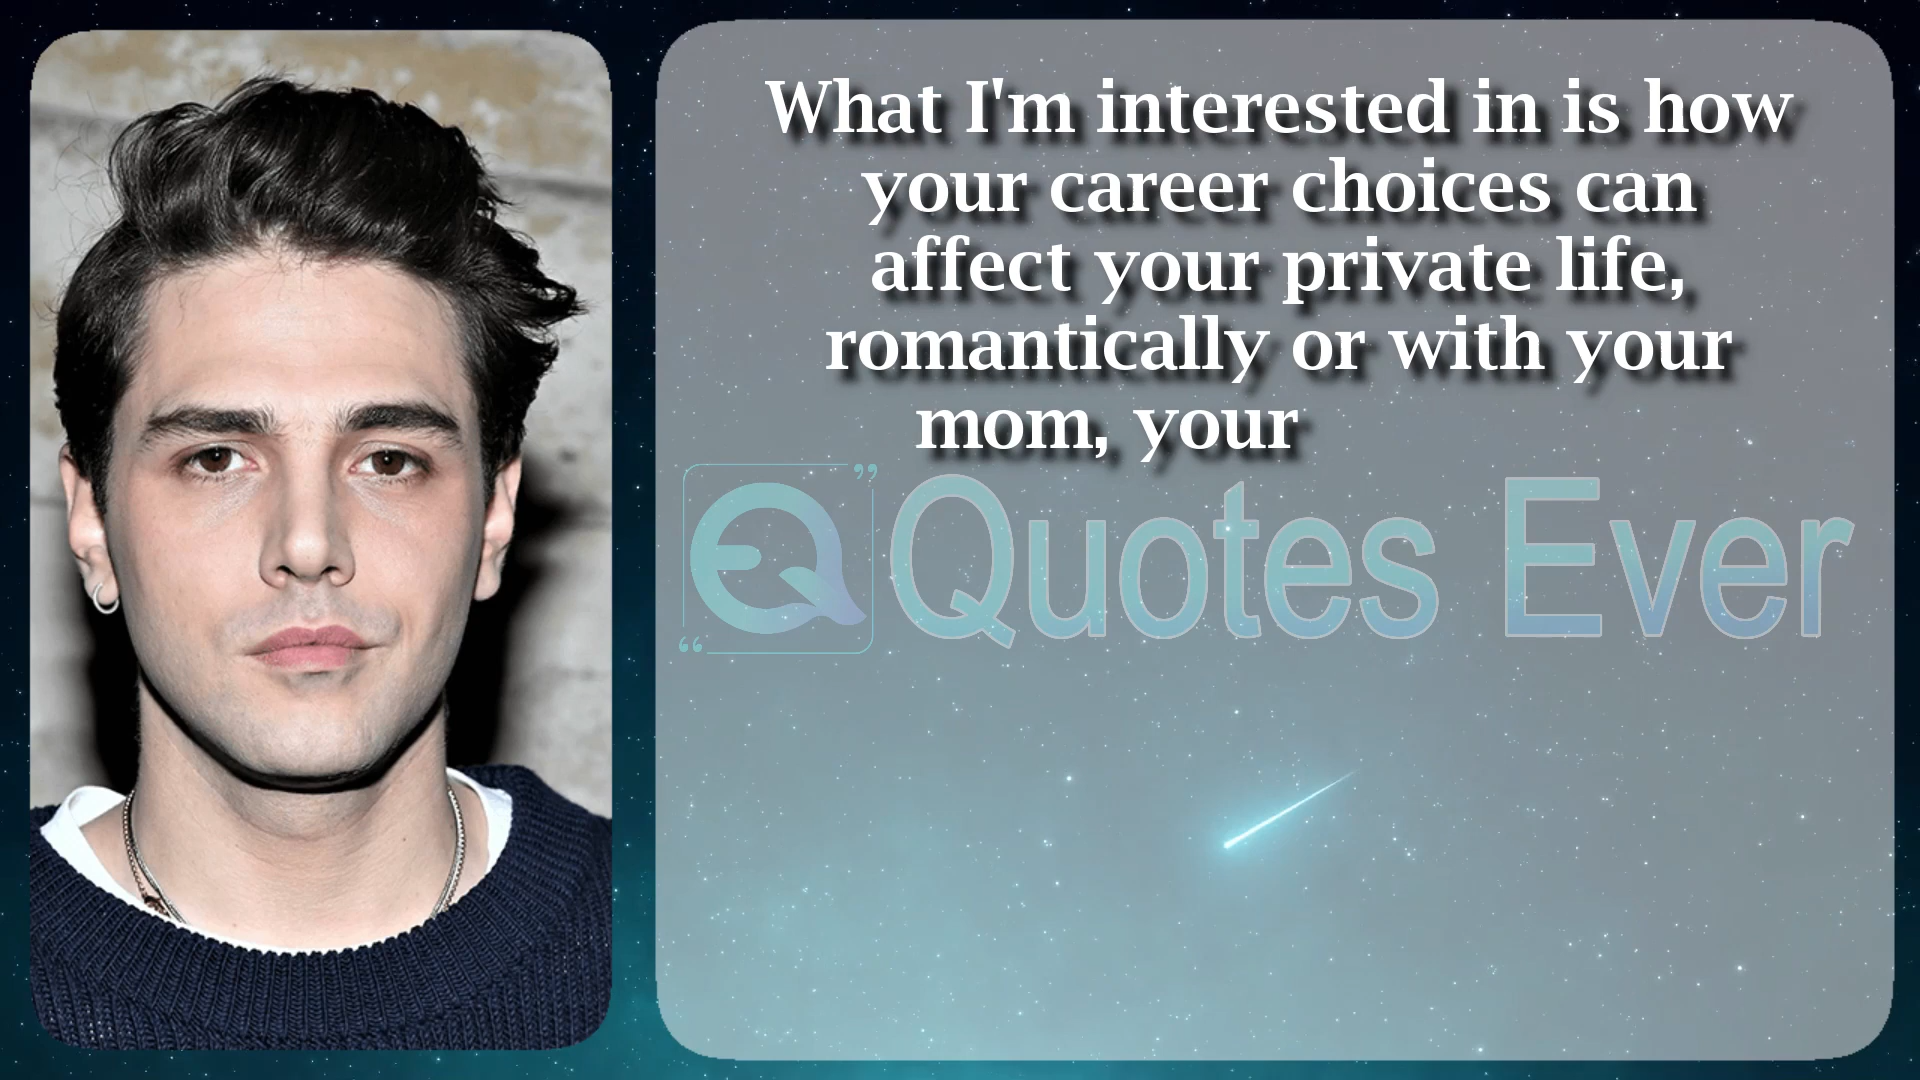 What I'm interested in is how
your career choices can
affect your private life,
romantically or with your
mom, your
Quotes Ever